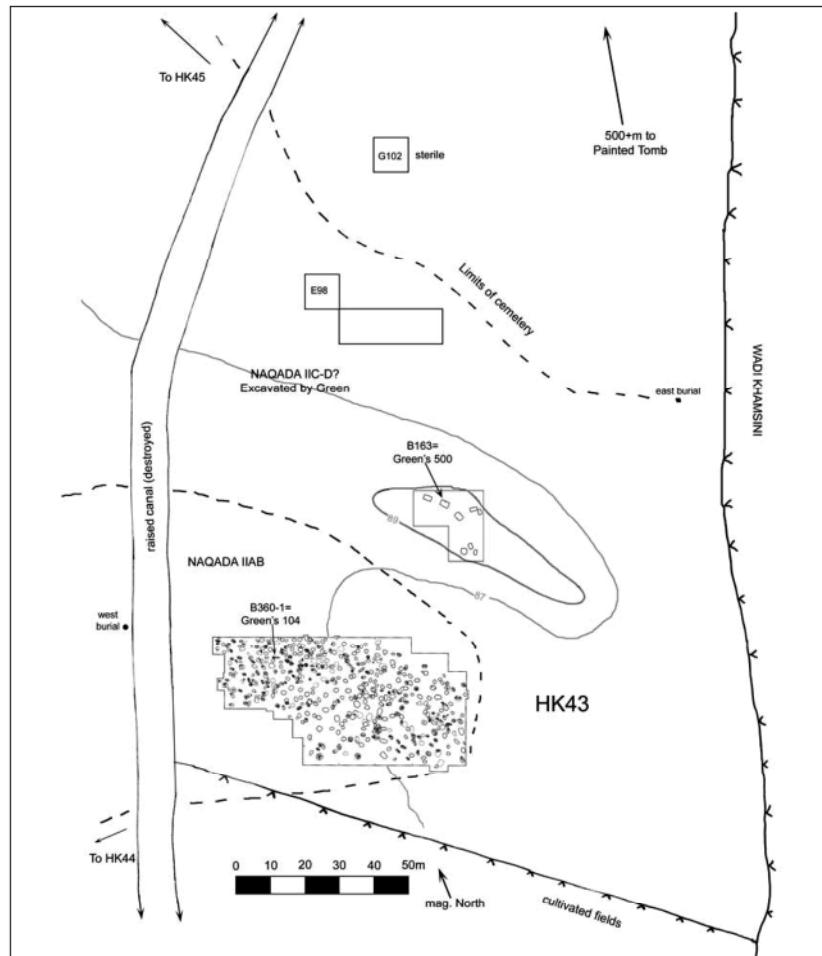 To HK45
500+m to
Painted Tomb
G102
sterile
Limits of cemetery
E98
NAQADA IIC-D?
Excavated by Green
east burial
WADI KHAMSINI
raised canal (destroyed)
B163=
Green's 500
89
87
NAQADA IIAB
west
burial
B360-1=
Green's 104
HK43
To HK44
0 10 20 30 40 50m
mag. North
cultivated fields